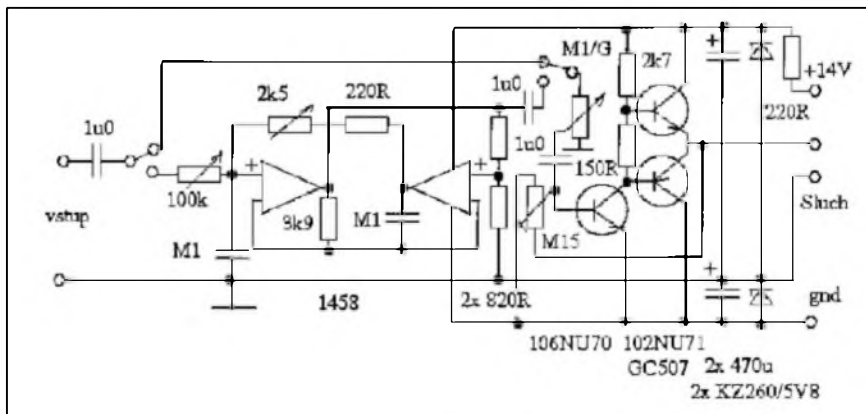 M1/G
2k7
+14V
2k5
220R
1u0
220R
1u0
1u0
150R
+
+
100k
vstup
3k9
M1
M15
Sluch
M1
+
gnd
1458
2x 820R
106NU70 102NU71
GC507
2x 470u
2x KZ260/5V8
+